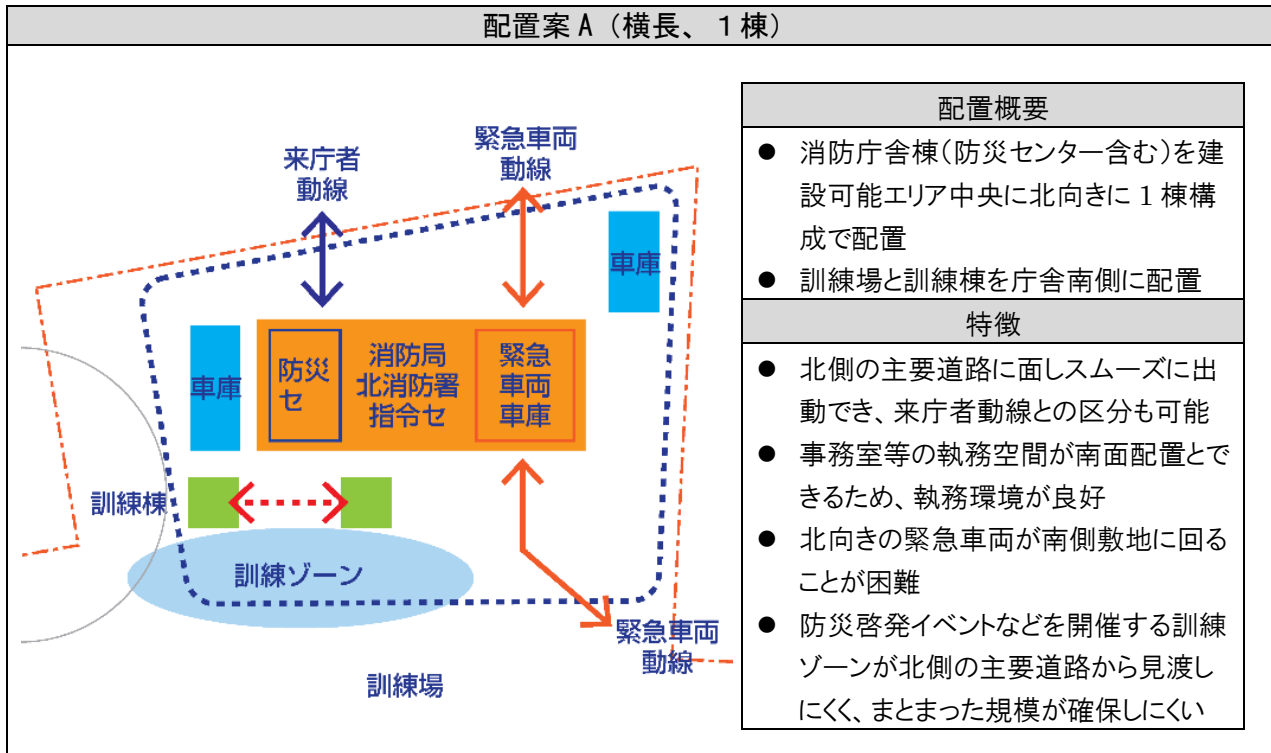 配置案A（横長、1棟）
来庁者
動線
緊急車両
動線
車庫
車庫
防災
セ
消防局
北消防署
指令セ
緊急
車両
車庫
訓練棟
訓練ゾーン
緊急車両
動線
訓練場
配置概要
● 消防庁舎棟(防災センター含む)を建
設可能エリア中央に北向きに1棟構
成で配置
● 訓練場と訓練棟を庁舎南側に配置
特徴
● 北側の主要道路に面しスムーズに出
動でき、来庁者動線との区分も可能
● 事務室等の執務空間が南面配置とで
きるため、執務環境が良好
● 北向きの緊急車両が南側敷地に回る
ことが困難
● 防災啓発イベントなどを開催する訓練
ゾーンが北側の主要道路から見渡し
にくく、まとまった規模が確保しにくい